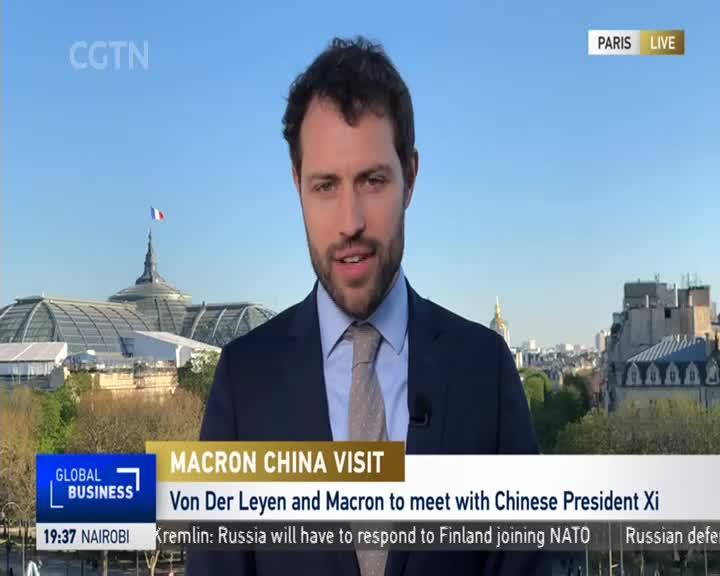 CGTN
PARIS LIVE
MACRON CHINA VISIT
GLOBAL
BUSINESS
Von Der Leyen and Macron to meet with Chinese President Xi
19:37 NAIROBI
Kremlin: Russia will have to respond to Finland joining NATO Russian